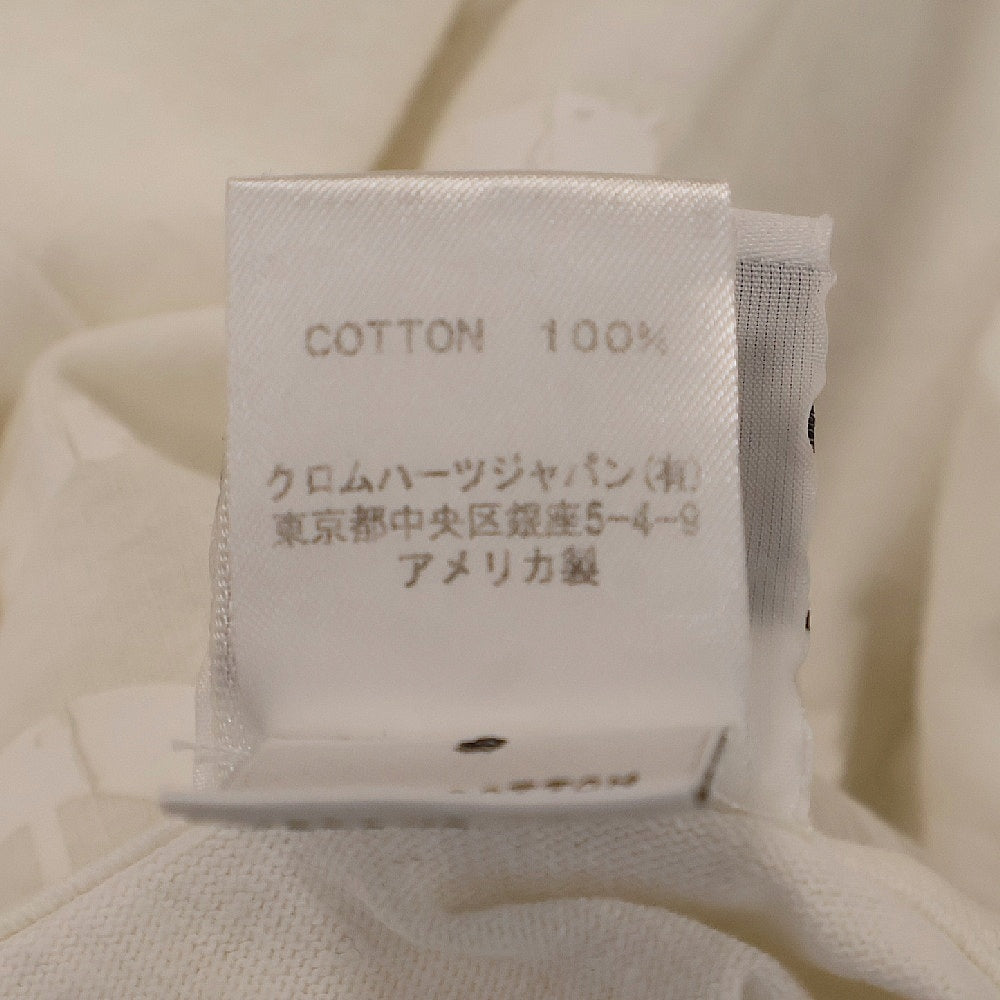 COTTON 100%
クロムハーツジャパン(有)
東京都中央区銀座5-4-9
アメリカ製
COTTON